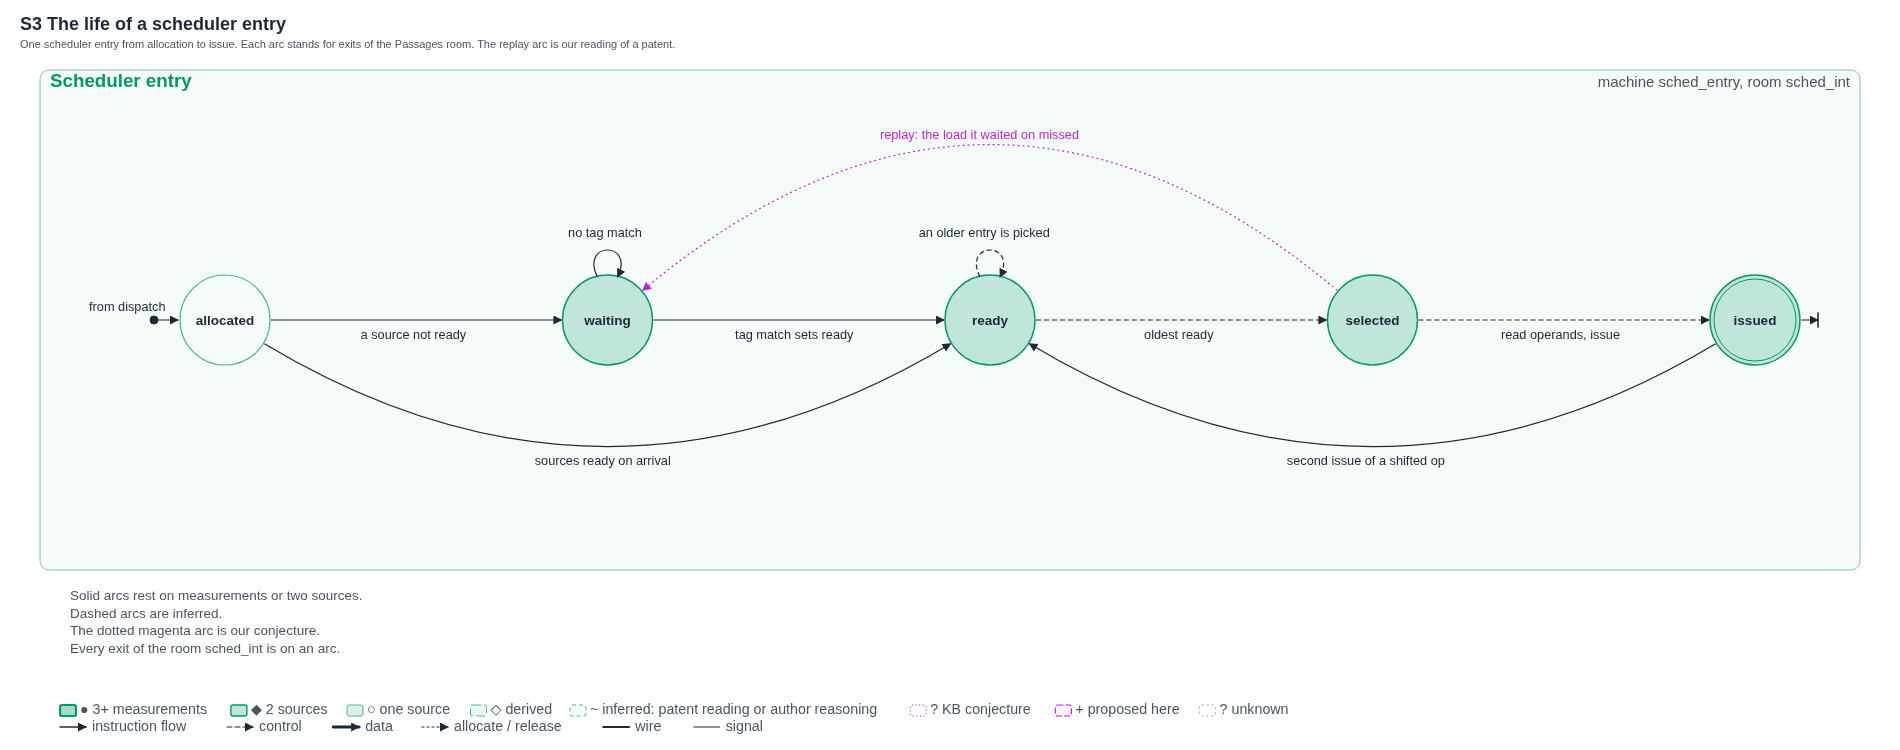 S3 The life of a scheduler entry
One scheduler entry from allocation to issue. Each arc stands for exits of the Passages room. The replay arc is our reading of a patent.
Scheduler entry
machine sched_entry, room sched_int
replay: the load it waited on missed
no tag match
an older entry is picked
from dispatch
allocated
waiting
ready
selected
issued
a source not ready
tag match sets ready
oldest ready
read operands, issue
sources ready on arrival
second issue of a shifted op
Solid arcs rest on measurements or two sources.
Dashed arcs are inferred.
The dotted magenta arc is our conjecture.
Every exit of the room sched_int is on an arc.
● 3+ measurements ◆ 2 sources ○ one source ◇ derived ~ inferred: patent reading or author reasoning ? KB conjecture + proposed here ? unknown
instruction flow control data allocate / release wire signal